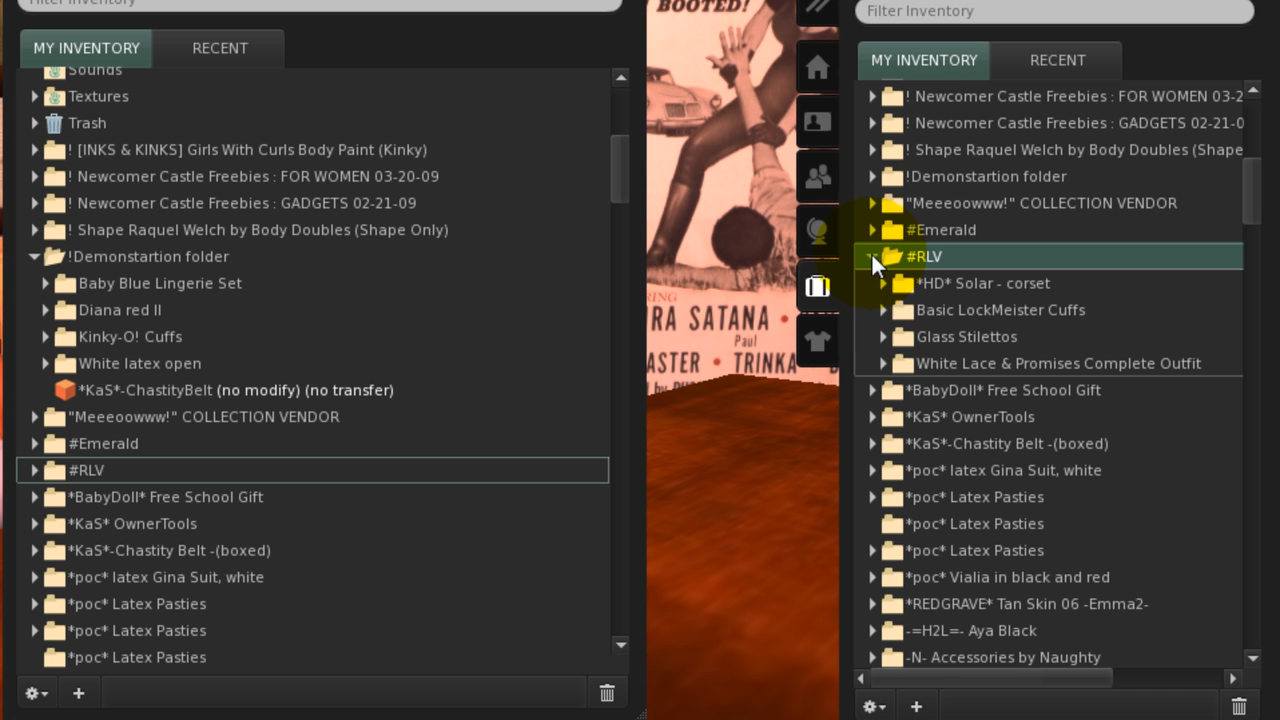 Filter Inventory
MY INVENTORY
RECENT
Sounds
Textures
Trash
! [INKS & KINKS] Girls With Curls Body Paint (Kinky)
! Newcomer Castle Freebies : FOR WOMEN 03-20-09
! Newcomer Castle Freebies : GADGETS 02-21-09
! Shape Raquel Welch by Body Doubles (Shape Only)
!Demonstartion folder
Baby Blue Lingerie Set
Diana red II
Kinky-O! Cuffs
White latex open
*KaS*-ChastityBelt (no modify) (no transfer)
"Meeeoowww!" COLLECTION VENDOR
#Emerald
#RLV
*BabyDoll* Free School Gift
*KaS* OwnerTools
*KaS*-Chastity Belt -(boxed)
*poc* latex Gina Suit, white
*poc* Latex Pasties
*poc* Latex Pasties
*poc* Latex Pasties
BOOTED!
RING
RA SATANA •
Paul
ASTER • TRINKA
Filter Inventory
MY INVENTORY
RECENT
! Newcomer Castle Freebies : FOR WOMEN 03-2
! Newcomer Castle Freebies : GADGETS 02-21-0
! Shape Raquel Welch by Body Doubles (Shape
!Demonstartion folder
"Meeeoowww!" COLLECTION VENDOR
#Emerald
#RLV
*HD* Solar - corset
Basic LockMeister Cuffs
Glass Stilettos
White Lace & Promises Complete Outfit
*BabyDoll* Free School Gift
*KaS* OwnerTools
*KaS*-Chastity Belt -(boxed)
*poc* latex Gina Suit, white
*poc* Latex Pasties
*poc* Latex Pasties
*poc* Latex Pasties
*poc* Vialia in black and red
*REDGRAVE* Tan Skin 06 -Emma2-
-=H2L=- Aya Black
-N- Accessories by Naughty